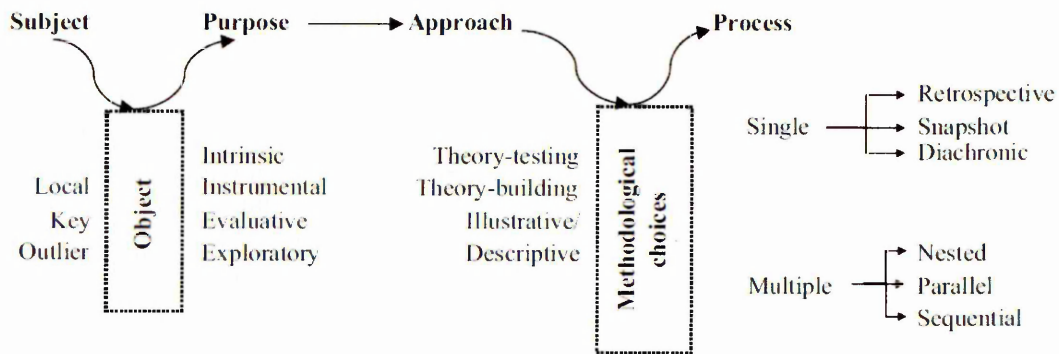 Subject
Purpose
Approach
Process
Local
Key
Outlier
Object
Intrinsic
Instrumental
Evaluative
Exploratory
Theory-testing
Theory-building
Illustrative/
Descriptive
Methodological
choices
Single
Retrospective
Snapshot
Diachronic
Multiple
Nested
Parallel
Sequential